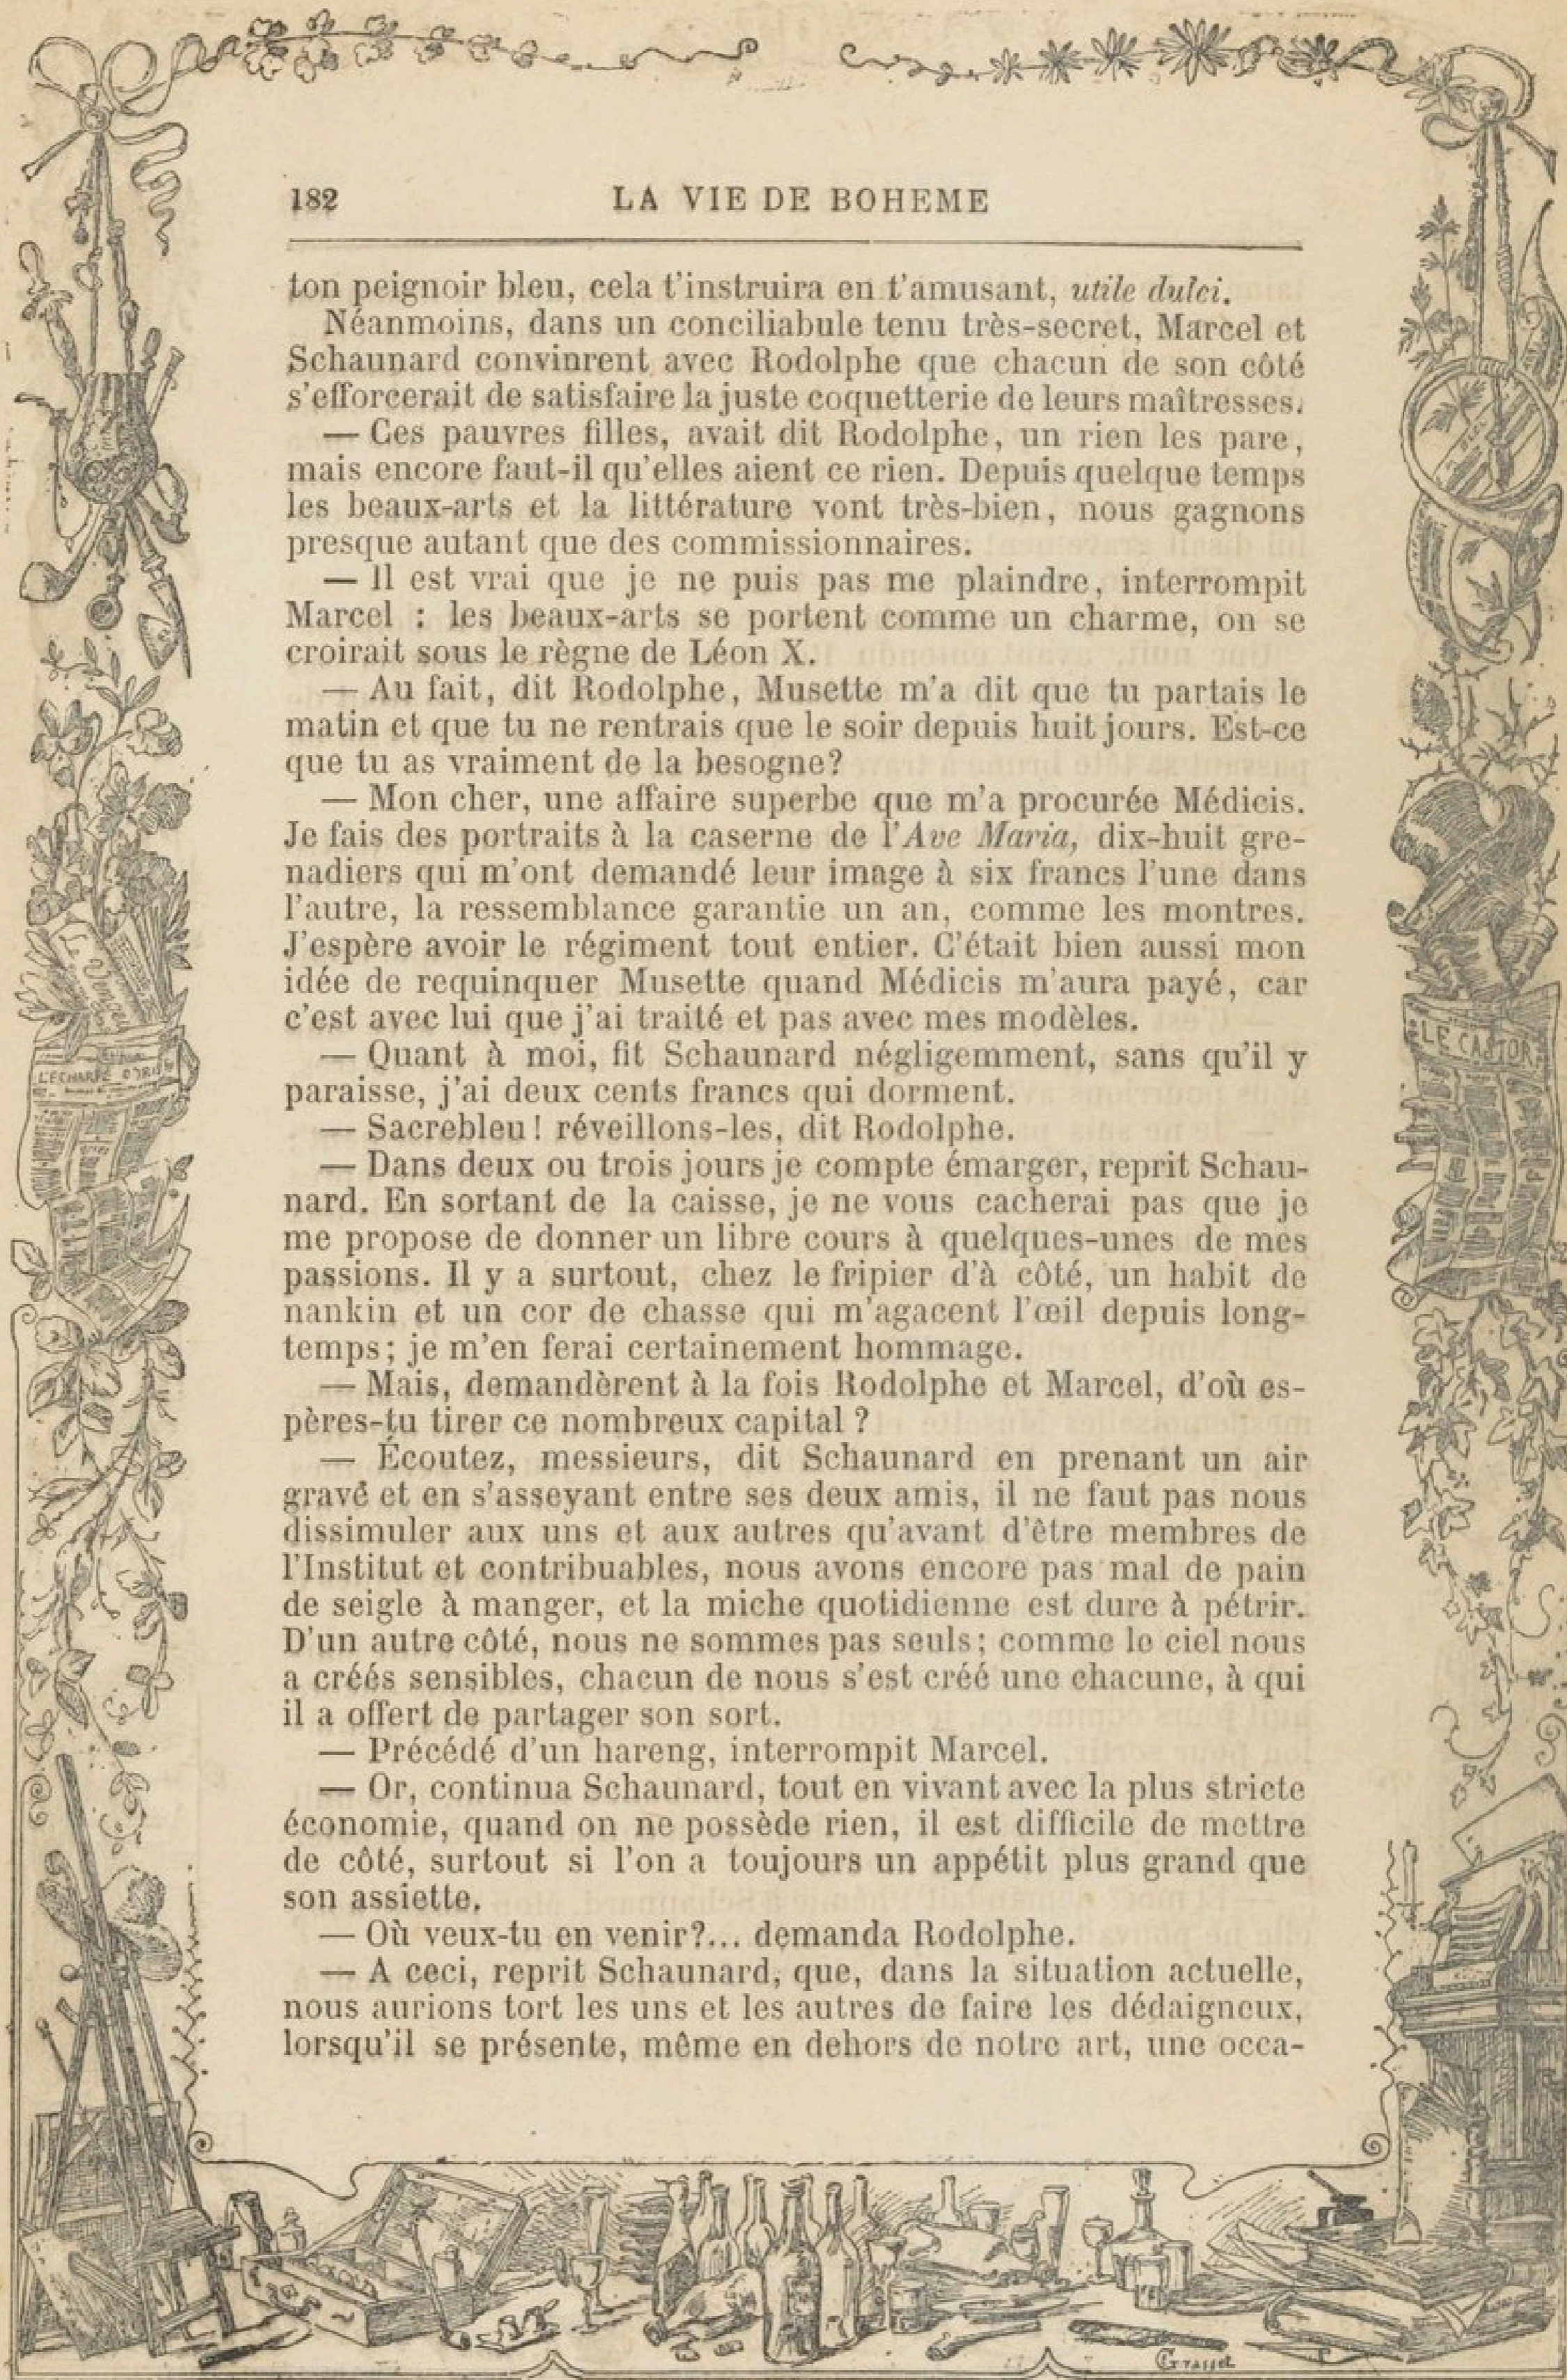 182 LA VIE DE BOHEME
ton peignoir bleu, cela t'instruira en t'amusant, utile dulci.
Néanmoins, dans un conciliabule tenu très-secret, Marcel et
Schaunard convinrent avec Rodolphe que chacun de son côté
s'efforcerait de satisfaire la juste coquetterie de leurs maîtresses.
— Ces pauvres filles, avait dit Rodolphe, un rien les pare,
mais encore faut-il qu'elles aient ce rien. Depuis quelque temps
les beaux-arts et la littérature vont très-bien, nous gagnons
presque autant que des commissionnaires.
— Il est vrai que je ne puis pas me plaindre, interrompit
Marcel : les beaux-arts se portent comme un charme, on se
croirait sous le règne de Léon X.
— Au fait, dit Rodolphe, Musette m'a dit que tu partais le
matin et que tu ne rentrais que le soir depuis huit jours. Est-ce
que tu as vraiment de la besogne?
— Mon cher, une affaire superbe que m'a procurée Médicis.
Je fais des portraits à la caserne de l'Ave Maria, dix-huit gre-
nadiers qui m'ont demandé leur image à six francs l'une dans
l'autre, la ressemblance garantie un an, comme les montres.
J'espère avoir le régiment tout entier. C'était bien aussi mon
idée de requinquer Musette quand Médicis m'aura payé, car
c'est avec lui que j'ai traité et pas avec mes modèles.
— Quant à moi, fit Schaunard négligemment, sans qu'il y
paraisse, j'ai deux cents francs qui dorment.
— Sacrebleu! réveillons-les, dit Rodolphe.
— Dans deux ou trois jours je compte émarger, reprit Schau-
nard. En sortant de la caisse, je ne vous cacherai pas que je
me propose de donner un libre cours à quelques-unes de mes
passions. Il y a surtout, chez le fripier d'à côté, un habit de
nankin et un cor de chasse qui m'agacent l'œil depuis long-
temps; je m'en ferai certainement hommage.
— Mais, demandèrent à la fois Rodolphe et Marcel, d'où es-
pères-tu tirer ce nombreux capital ?
— Écoutez, messieurs, dit Schaunard en prenant un air
grave et en s'asseyant entre ses deux amis, il ne faut pas nous
dissimuler aux uns et aux autres qu'avant d'être membres de
l'Institut et contribuables, nous avons encore pas mal de pain
de seigle à manger, et la miche quotidienne est dure à pétrir.
D'un autre côté, nous ne sommes pas seuls; comme le ciel nous
a créés sensibles, chacun de nous s'est créé une chacune, à qui
il a offert de partager son sort.
— Précédé d'un hareng, interrompit Marcel.
— Or, continua Schaunard, tout en vivant avec la plus stricte
économie, quand on ne possède rien, il est difficile de mettre
de côté, surtout si l'on a toujours un appétit plus grand que
son assiette.
— Où veux-tu en venir?... demanda Rodolphe.
— A ceci, reprit Schaunard, que, dans la situation actuelle,
nous aurions tort les uns et les autres de faire les dédaigneux,
lorsqu'il se présente, même en dehors de notre art, une occa-
Le Vengeur
L'ECHARPE D'IRIS
LE CASTOR
Grasset